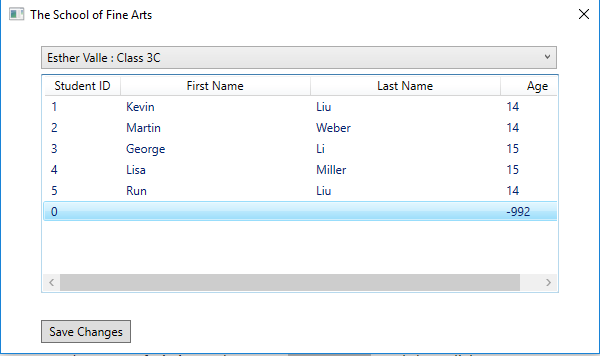 The School of Fine Arts
Esther Valle : Class 3C
Student ID First Name Last Name Age
1 Kevin Liu 14
2 Martin Weber 14
3 George Li 15
4 Lisa Miller 15
5 Run Liu 14
0 -992
Save Changes